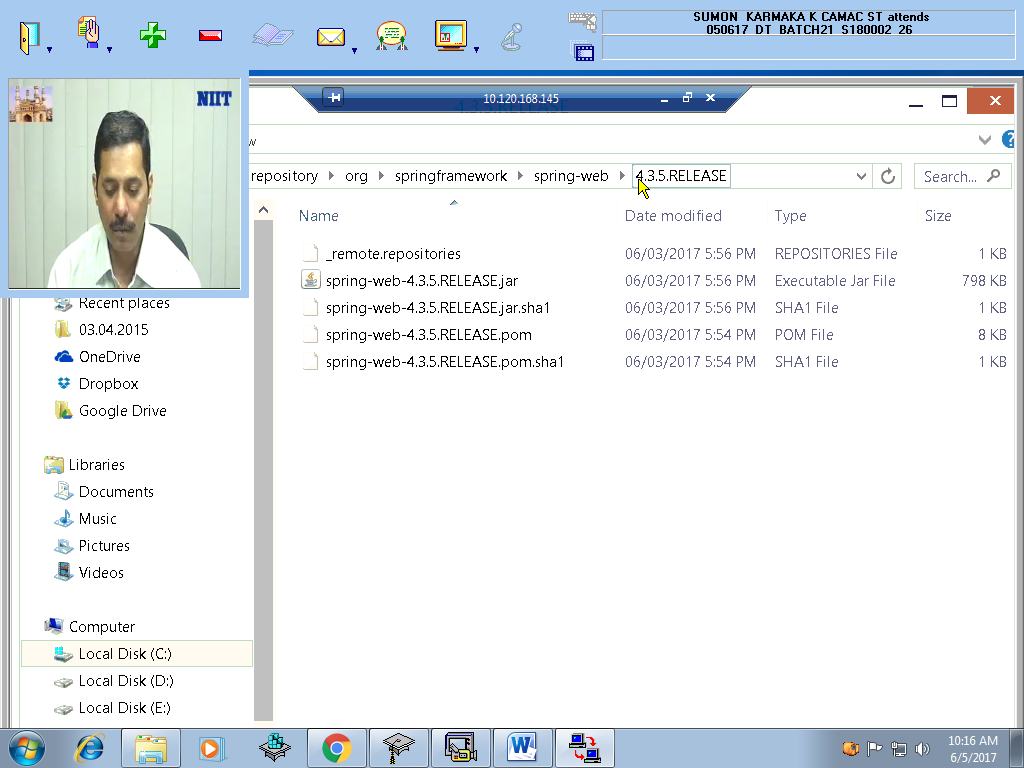 SUMON KARMAKA K CAMAC ST attends
050617 DT BATCH21 S180002 26
NIIT
10.120.168.145
repository org springframework spring-web 4.3.5.RELEASE Search...
Name Date modified Type Size
_remote.repositories 06/03/2017 5:56 PM REPOSITORIES File 1 KB
spring-web-4.3.5.RELEASE.jar 06/03/2017 5:56 PM Executable Jar File 798 KB
spring-web-4.3.5.RELEASE.jar.sha1 06/03/2017 5:56 PM SHA1 File 1 KB
spring-web-4.3.5.RELEASE.pom 06/03/2017 5:54 PM POM File 8 KB
spring-web-4.3.5.RELEASE.pom.sha1 06/03/2017 5:54 PM SHA1 File 1 KB
Recent places
03.04.2015
OneDrive
Dropbox
Google Drive
Libraries
Documents
Music
Pictures
Videos
Computer
Local Disk (C:)
Local Disk (D:)
Local Disk (E:)
10:16 AM
6/5/2017